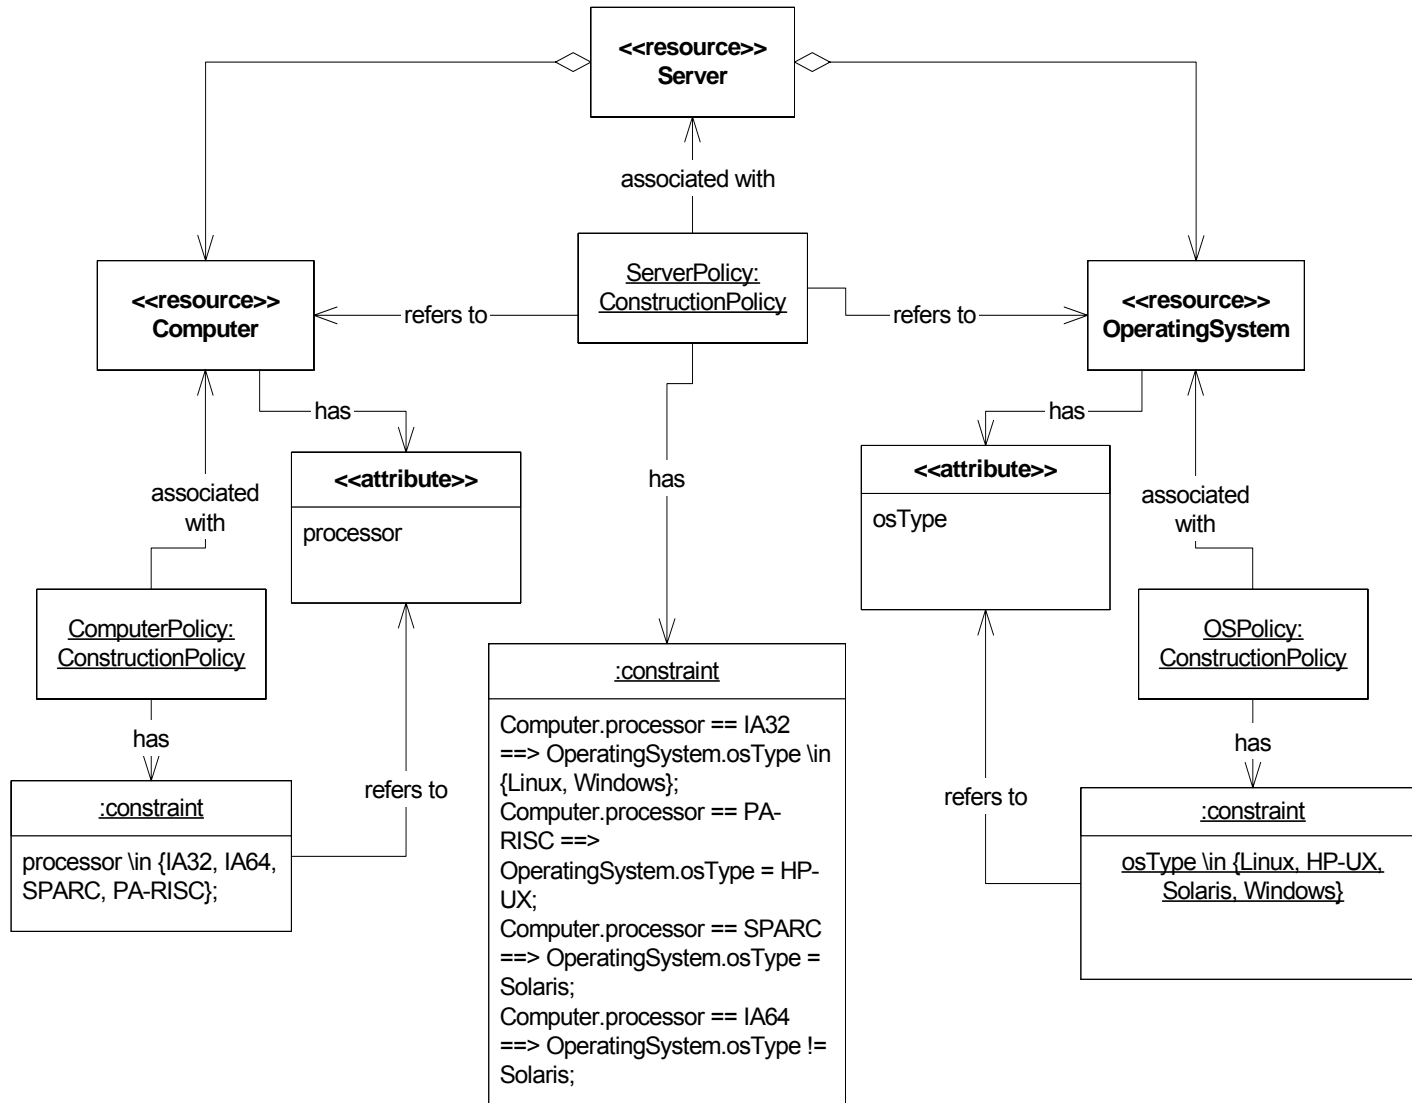 <<resource>>
Server
associated with
ServerPolicy:
ConstructionPolicy
<<resource>>
Computer
refers to
refers to
<<resource>>
OperatingSystem
has
has
<<attribute>>
processor
has
<<attribute>>
osType
associated
with
associated
with
ComputerPolicy:
ConstructionPolicy
OSPolicy:
ConstructionPolicy
has
:constraint
processor \in {IA32, IA64,
SPARC, PA-RISC};
refers to
:constraint
Computer.processor == IA32
==> OperatingSystem.osType \in
{Linux, Windows};
Computer.processor == PA-
RISC ==>
OperatingSystem.osType = HP-
UX;
Computer.processor == SPARC
==> OperatingSystem.osType =
Solaris;
Computer.processor == IA64
==> OperatingSystem.osType !=
Solaris;
refers to
has
:constraint
osType \in {Linux, HP-UX,
Solaris, Windows}